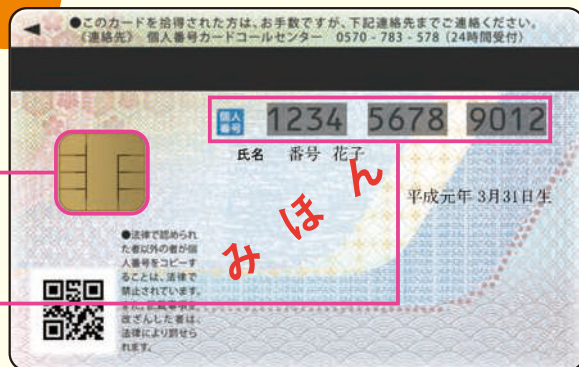 ●このカードを拾得された方は、お手数ですが、下記連絡先までご連絡ください。
《連絡先》 個人番号カードコールセンター 0570-783-578 (24時間受付)
個人
番号
1234 5678 9012
氏名 番号 花子
平成元年 3月31日生
みほん
●法律で認められ
た者以外の者が個
人番号をコピーす
ることは、法律で
禁止されています。
また、記載事項を
改ざんした者は、
法律により罰せら
れます。